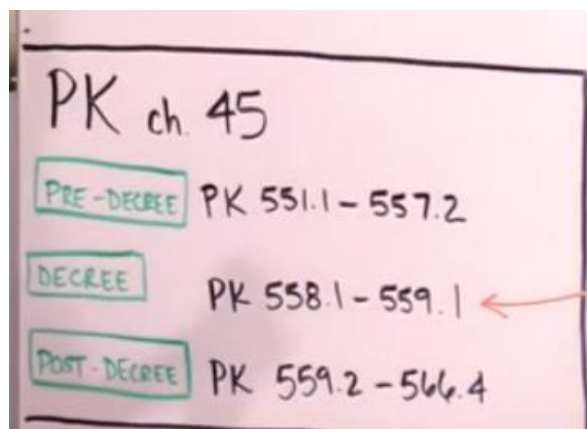 PK ch. 45
PRE-DECREE PK 551.1-557.2
DECREE PK 558.1-559.1
POST-DECREE PK 559.2-566.4